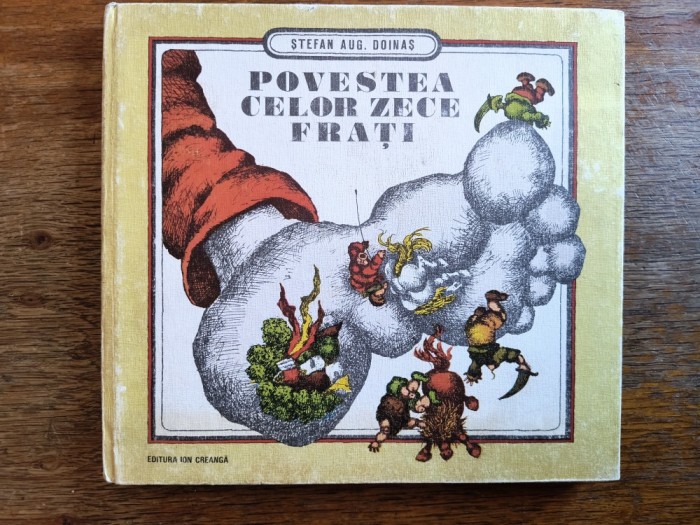 ȘTEFAN AUG. DOINAȘ
POVESTEA
CELOR ZECE
FRAȚI
EDITURA ION CREANGĂ